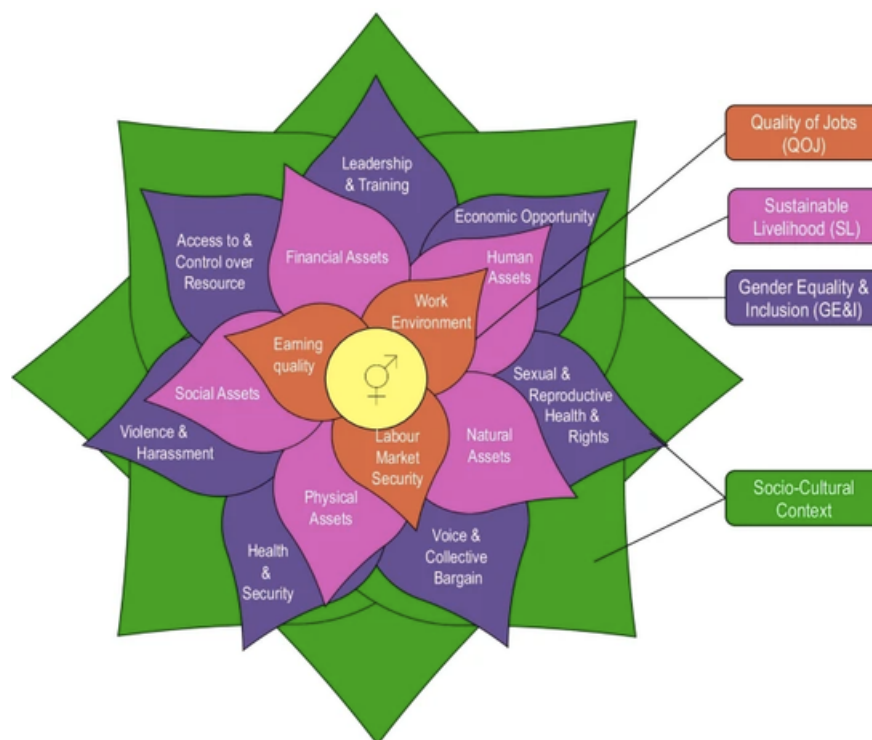 Leadership
& Training
Economic Opportunity
Access to &
Control over
Resource
Financial Assets
Human
Assets
Work
Environment
Earning
quality
Social Assets
Sexual &
Reproductive
Health &
Rights
Violence &
Harassment
Labour
Market
Security
Natural
Assets
Physical
Assets
Voice &
Collective
Bargain
Health
&
Security
Quality of Jobs
(QOJ)
Sustainable
Livelihood (SL)
Gender Equality &
Inclusion (GE&I)
Socio-Cultural
Context